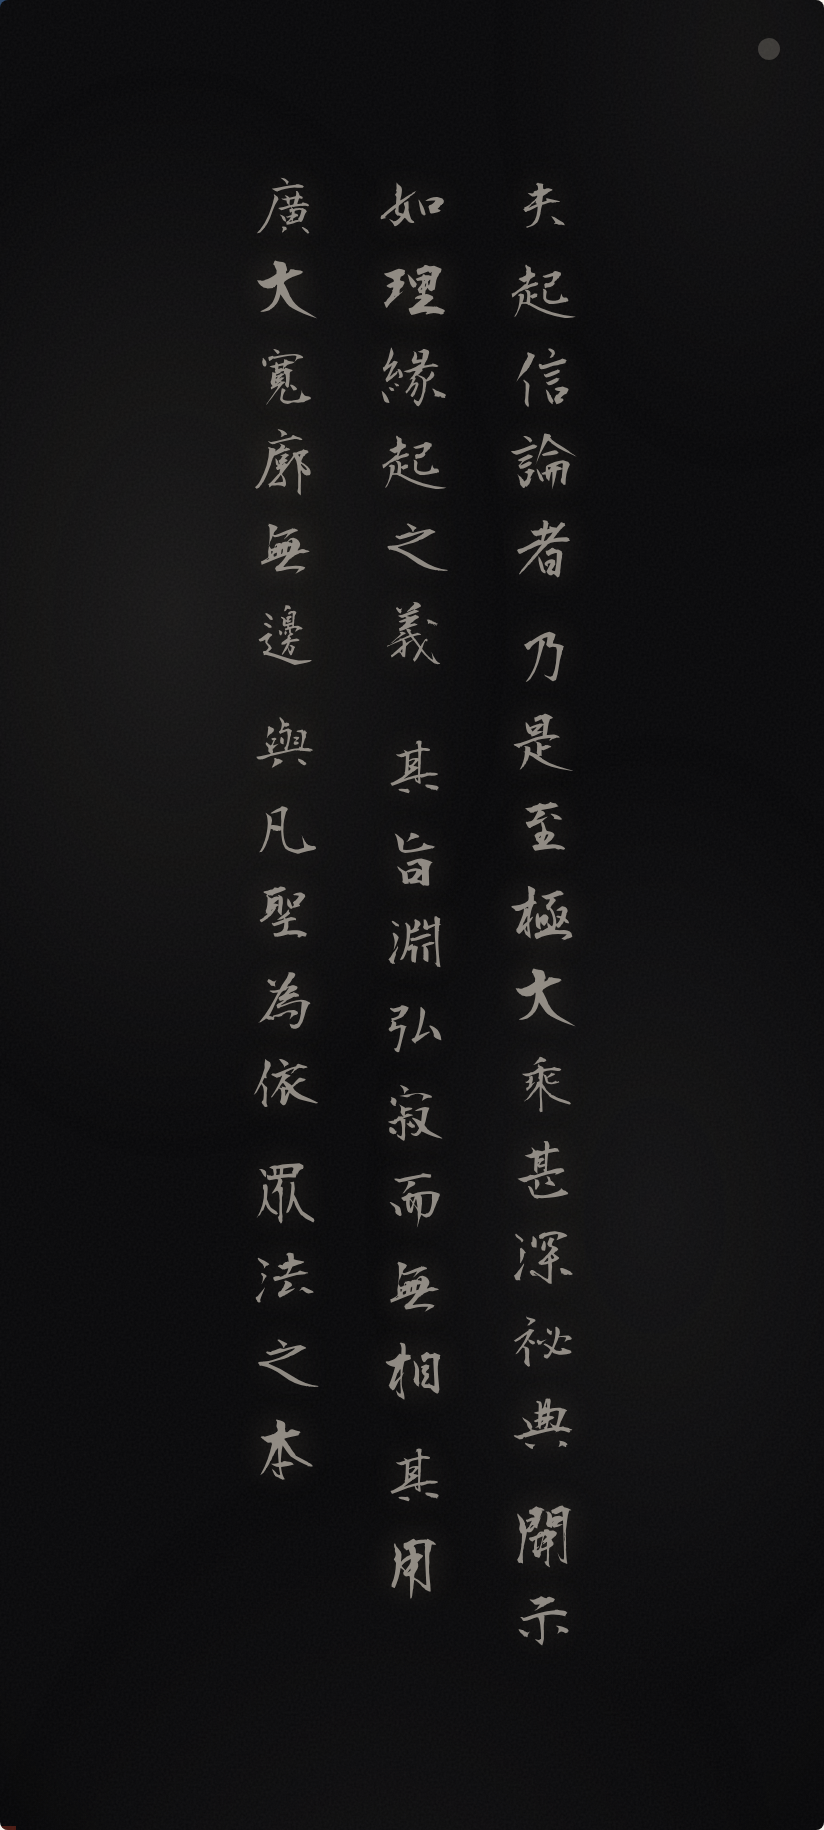 夫起信論者 乃是至極大乘甚深祕典 開示
如理緣起之義 其旨淵弘寂而無相 其用
廣大寬廓無邊 與凡聖為依 眾法之本